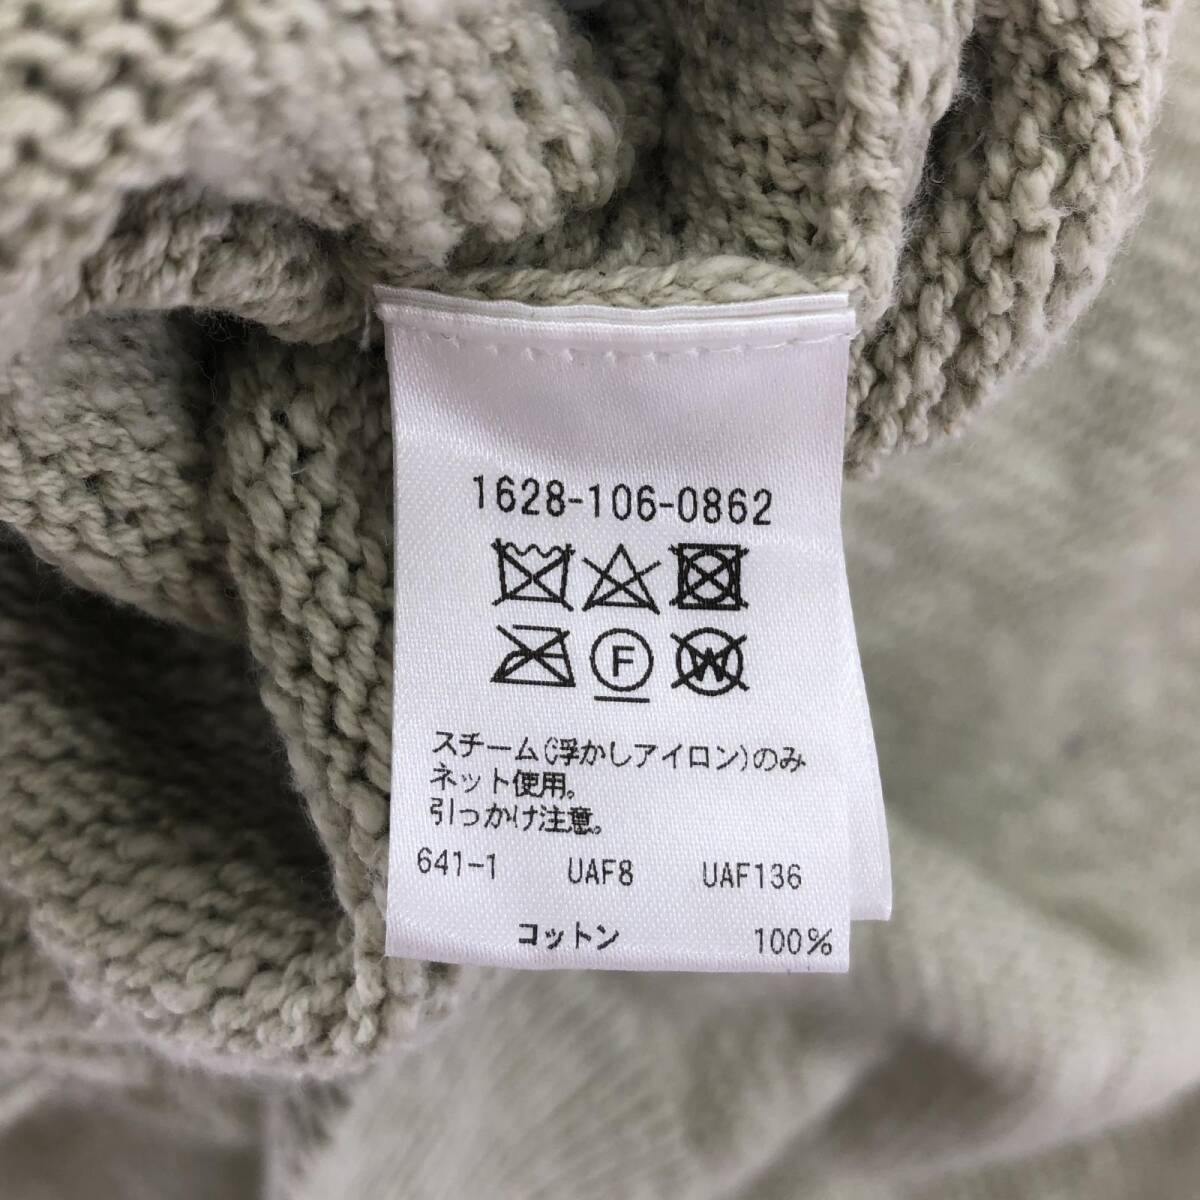 1628-106-0862
F W
スチーム(浮かしアイロン)のみ
ネット使用。
引っかけ注意。
641-1 UAF8 UAF136
コットン 100%